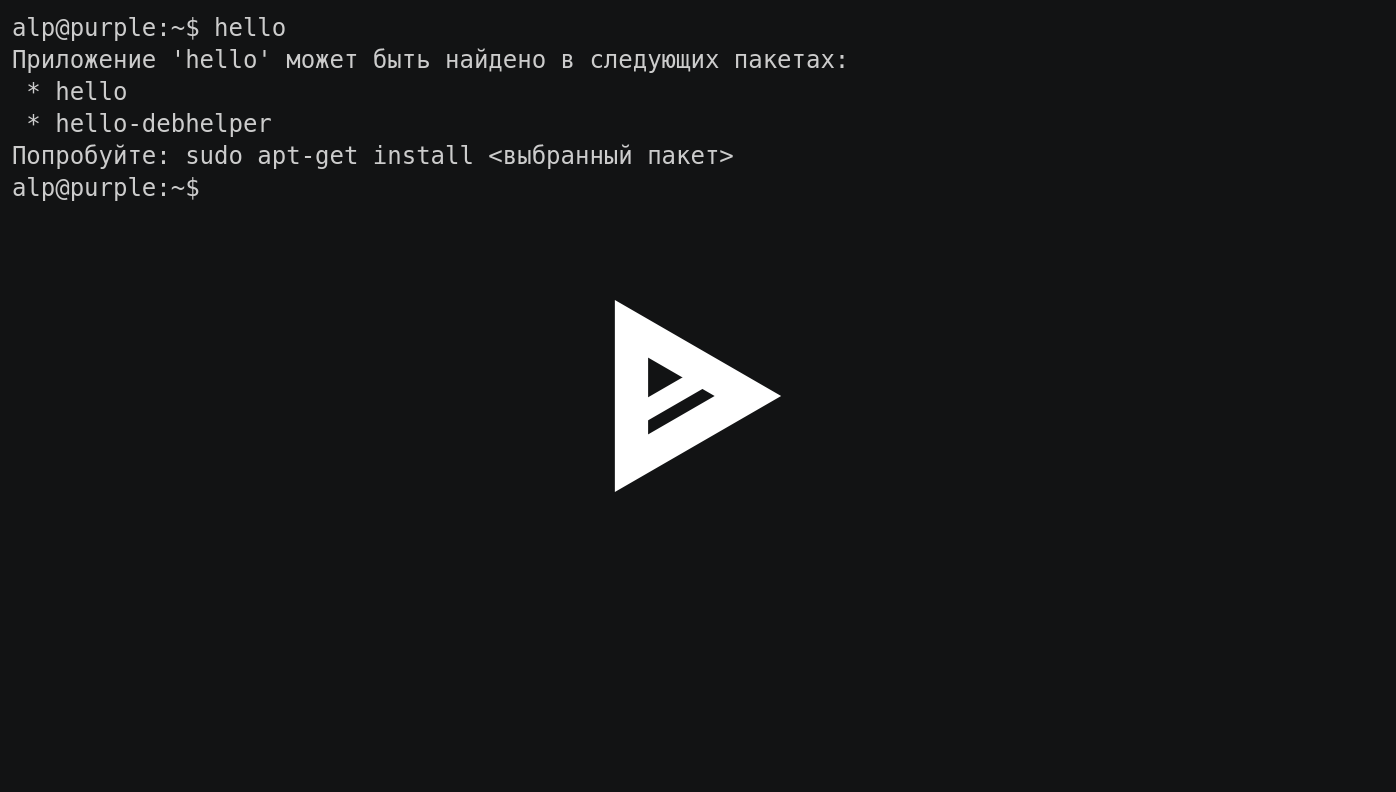 alp@purple:~$ hello
Приложение 'hello' может быть найдено в следующих пакетах:
 * hello
 * hello-debhelper
Попробуйте: sudo apt-get install <выбранный пакет>
alp@purple:~$